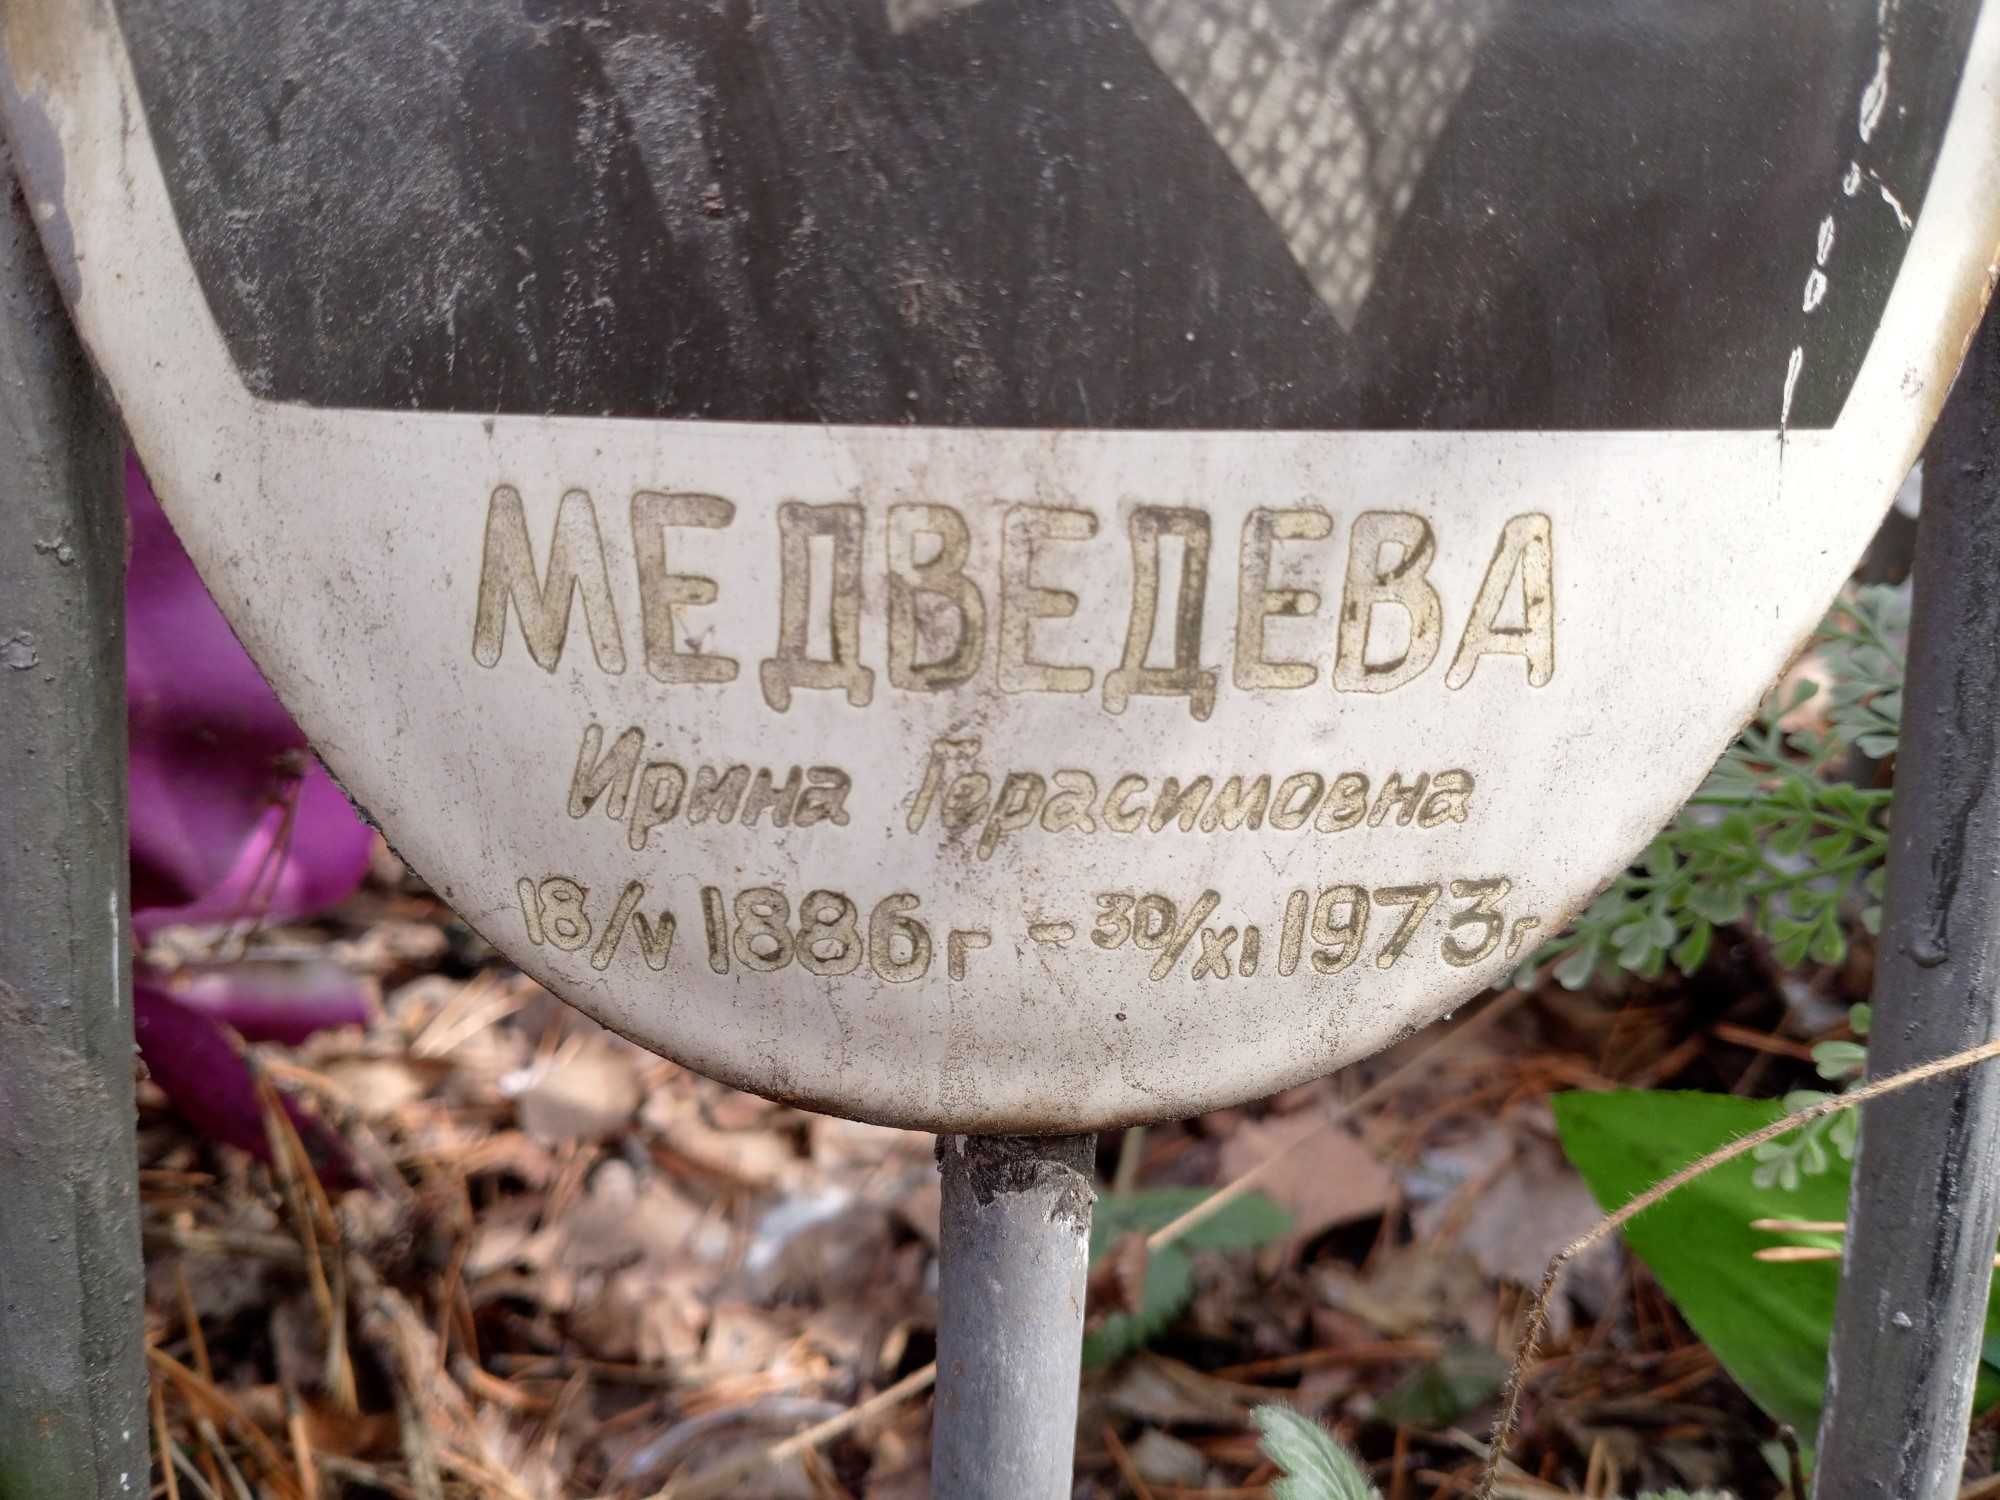 МЕДВЕДЕВА
Ирина Герасимовна
18/V 1886г - 30/XI 1973г